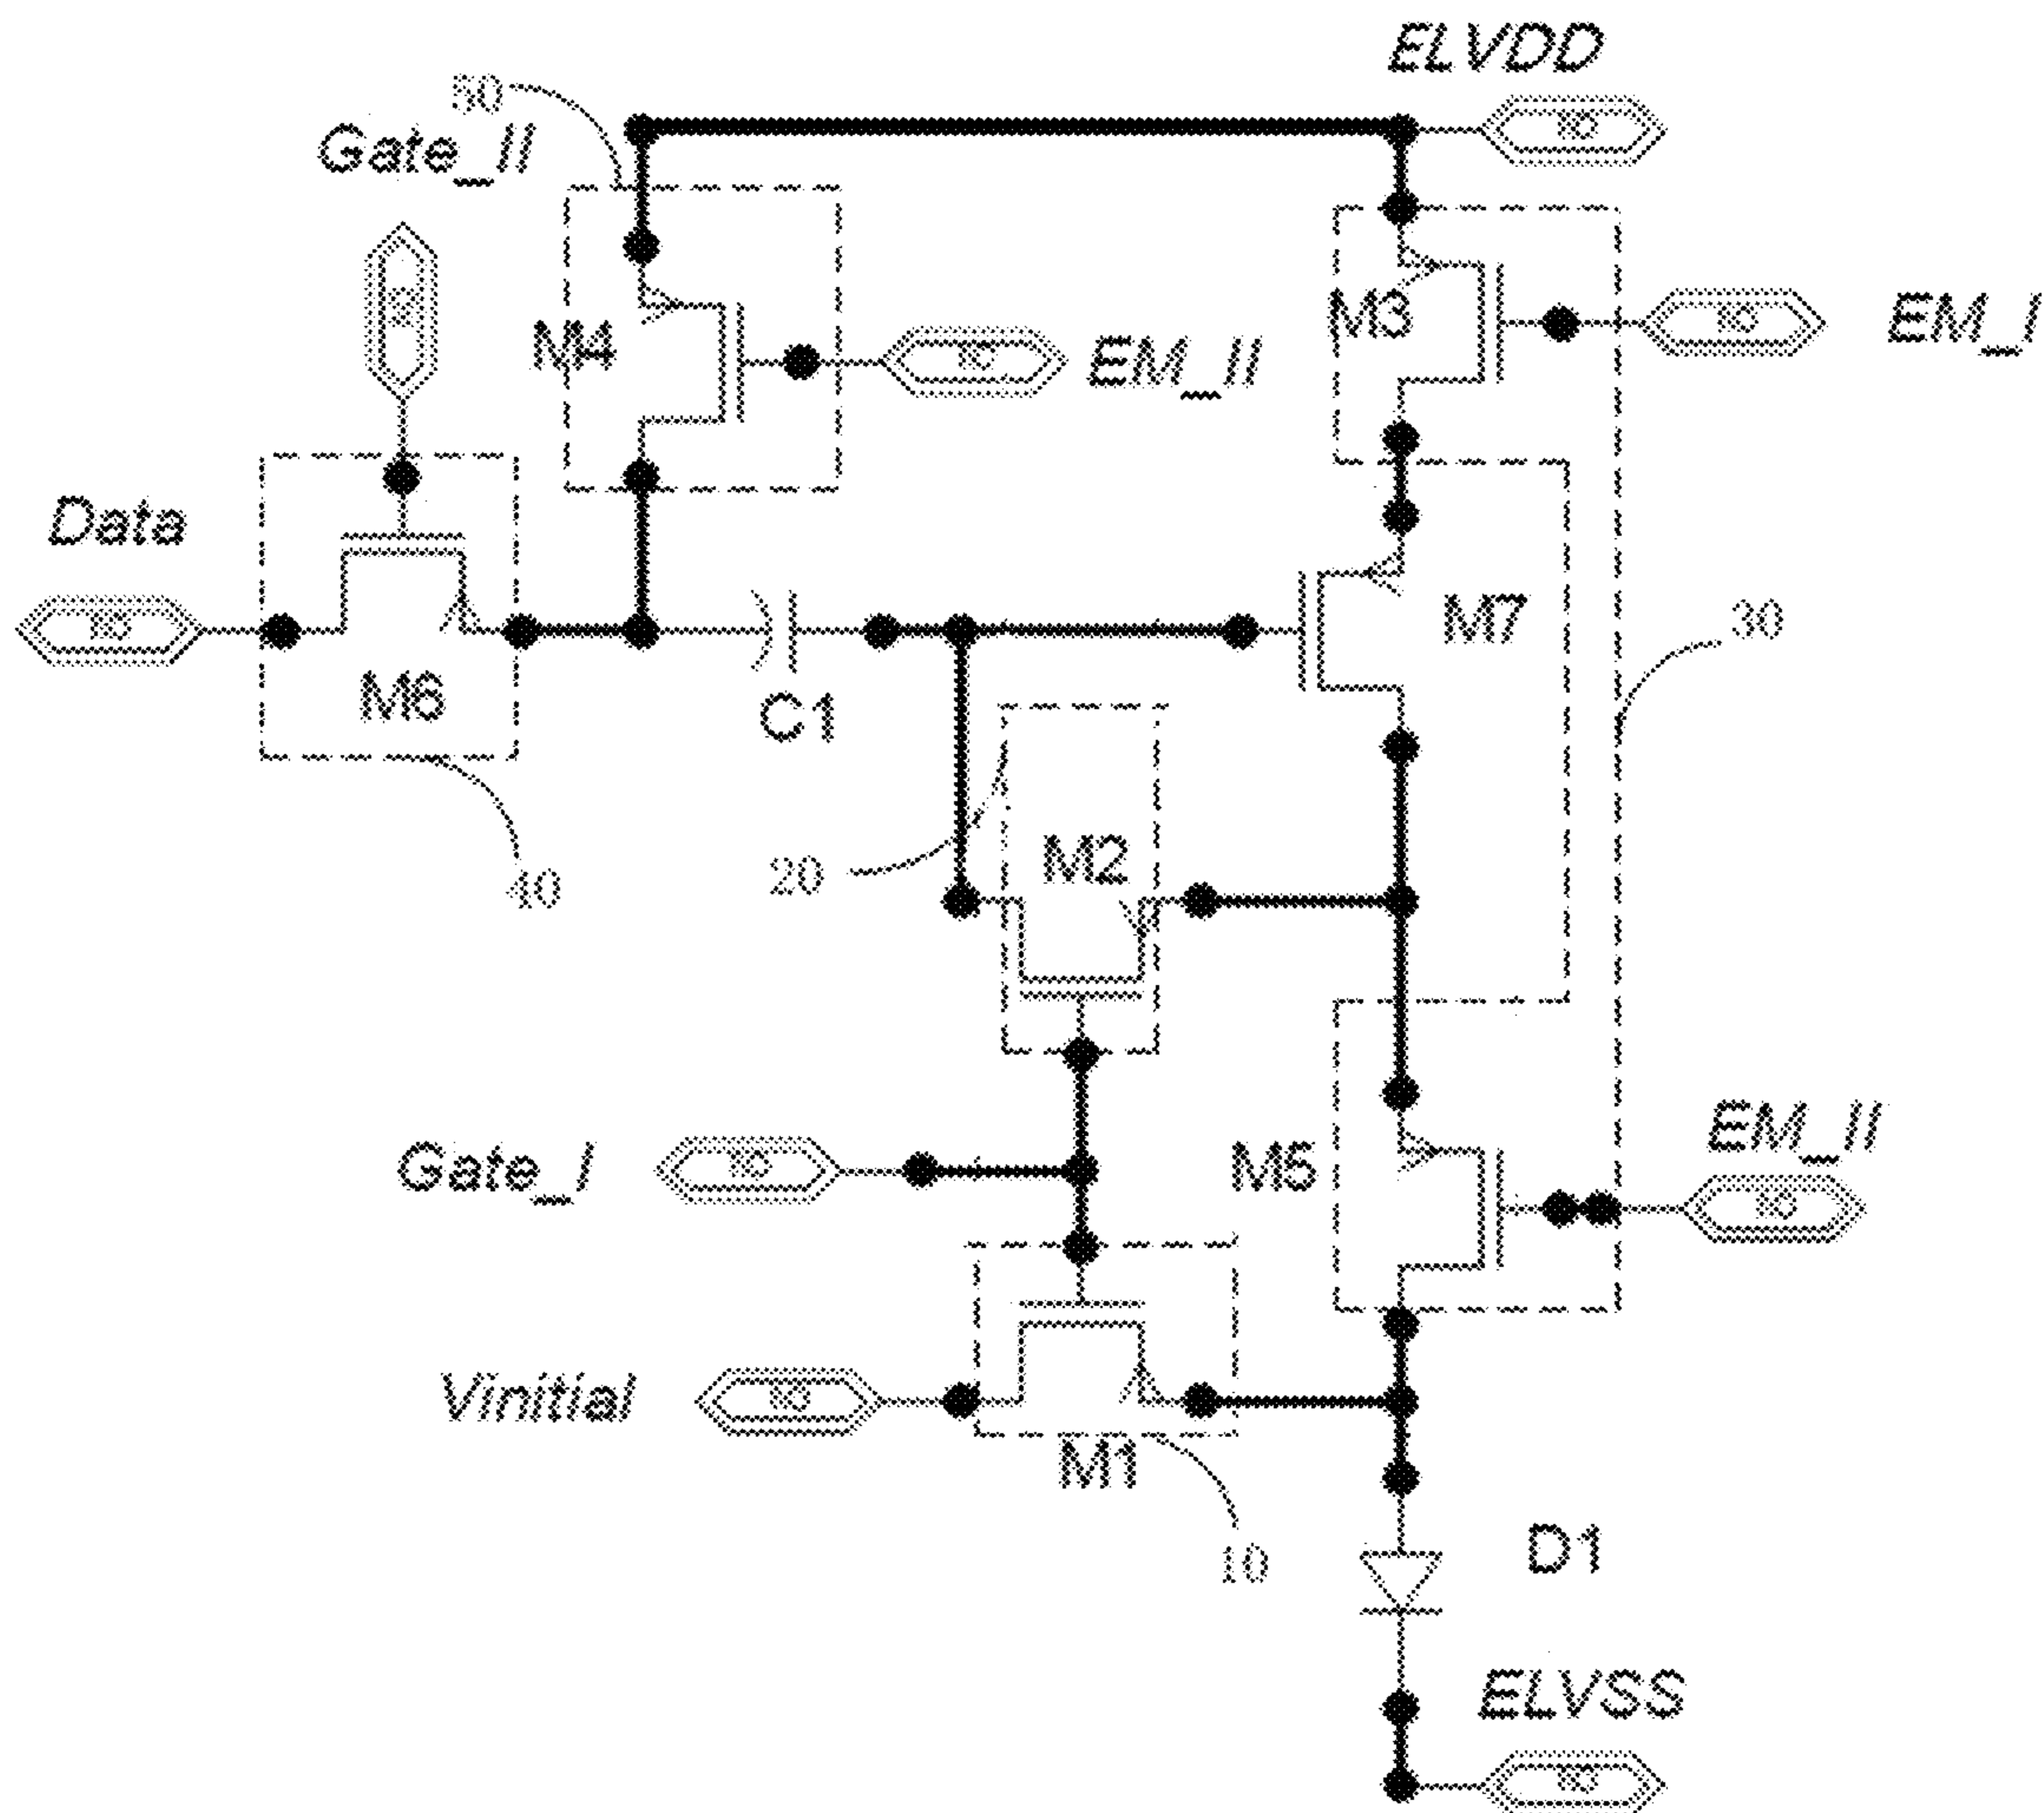 ELVDD
50
Gate_II
M4
EM_II
M3
EM_I
Data
M6
C1
M7
30
40
20
M2
Gate_I
M5
EM_II
Vinitial
M1
10
D1
ELVSS